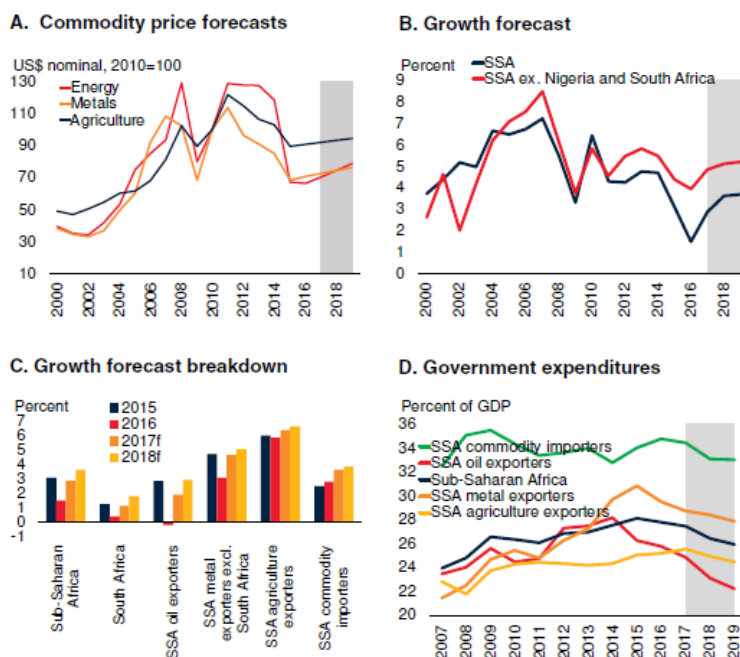 A. Commodity price forecasts
US$ nominal, 2010=100
130
110
90
70
50
30
10
Energy
Metals
Agriculture
2000
2002
2004
2006
2008
2010
2012
2014
2016
2018
B. Growth forecast
Percent
9
8
7
6
5
4
3
2
1
0
SSA
SSA ex. Nigeria and South Africa
2000
2002
2004
2006
2008
2010
2012
2014
2016
2018
C. Growth forecast breakdown
Percent
7
6
5
4
3
2
1
0
-1
2015
2016
2017f
2018f
Sub-Saharan
Africa
South Africa
SSA oil exporters
SSA metal
exporters excl.
South Africa
SSA agriculture
exporters
SSA commodity
importers
D. Government expenditures
Percent of GDP
36
34
32
30
28
26
24
22
20
SSA commodity importers
SSA oil exporters
Sub-Saharan Africa
SSA metal exporters
SSA agriculture exporters
2007
2008
2009
2010
2011
2012
2013
2014
2015
2016
2017
2018
2019